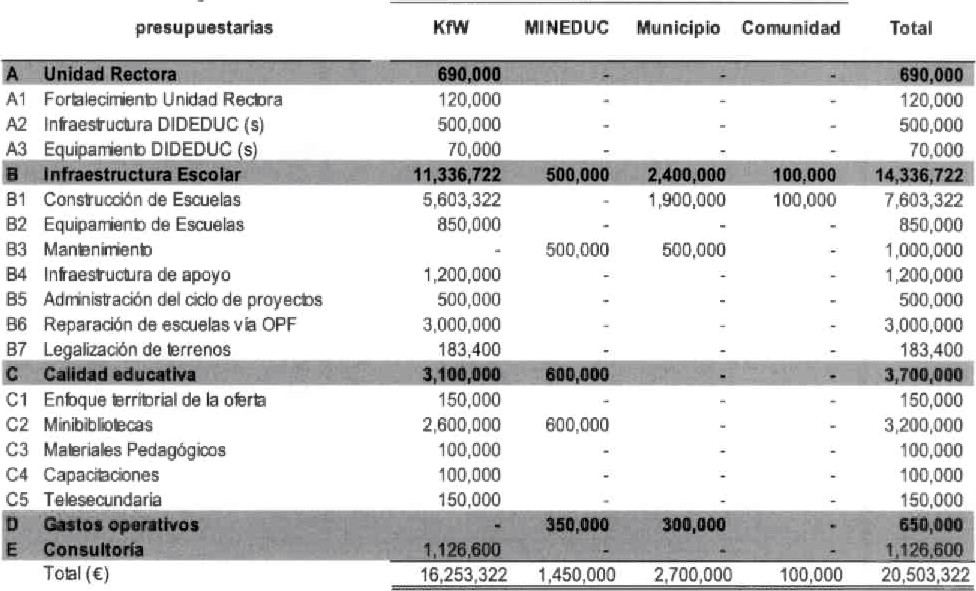 presupuestarias KfW MINEDUC Municipio Comunidad Total
A Unidad Rectora 690,000 - - - 690,000
A1 Fortalecimiento Unidad Rectora 120,000 - - - 120,000
A2 Infraestructura DIDEDUC (s) 500,000 - - - 500,000
A3 Equipamiento DIDEDUC (s) 70,000 - - - 70,000
B Infraestructura Escolar 11,336,722 500,000 2,400,000 100,000 14,336,722
B1 Construcción de Escuelas 5,603,322 - 1,900,000 100,000 7,603,322
B2 Equipamiento de Escuelas 850,000 - - - 850,000
B3 Mantenimiento - 500,000 500,000 - 1,000,000
B4 Infraestructura de apoyo 1,200,000 - - - 1,200,000
B5 Administración del ciclo de proyectos 500,000 - - - 500,000
B6 Reparación de escuelas vía OPF 3,000,000 - - - 3,000,000
B7 Legalización de terrenos 183,400 - - - 183,400
C Calidad educativa 3,100,000 600,000 - - 3,700,000
C1 Enfoque territorial de la oferta 150,000 - - - 150,000
C2 Minibibliotecas 2,600,000 600,000 - - 3,200,000
C3 Materiales Pedagógicos 100,000 - - - 100,000
C4 Capacitaciones 100,000 - - - 100,000
C5 Telesecundaria 150,000 - - - 150,000
D Gastos operativos - 350,000 300,000 - 650,000
E Consultoría 1,126,600 - - - 1,126,600
Total (€) 16,253,322 1,450,000 2,700,000 100,000 20,503,322